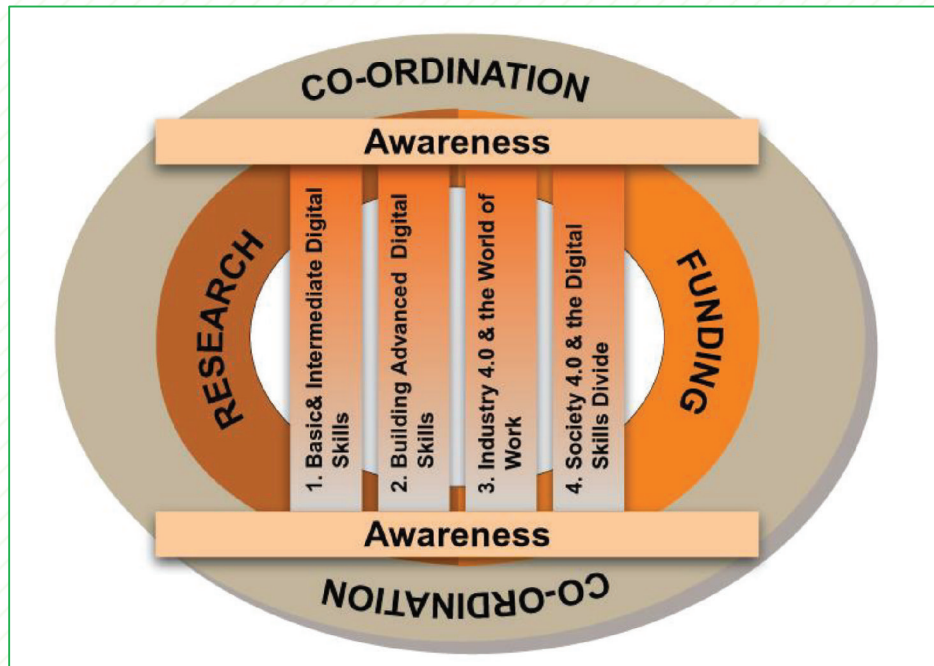 CO-ORDINATION
Awareness
RESEARCH
1. Basic& Intermediate Digital
Skills
2. Building Advanced Digital
Skills
3. Industry 4.0 & the World of
Work
4. Society 4.0 & the Digital
Skills Divide
FUNDING
Awareness
CO-ORDINATION